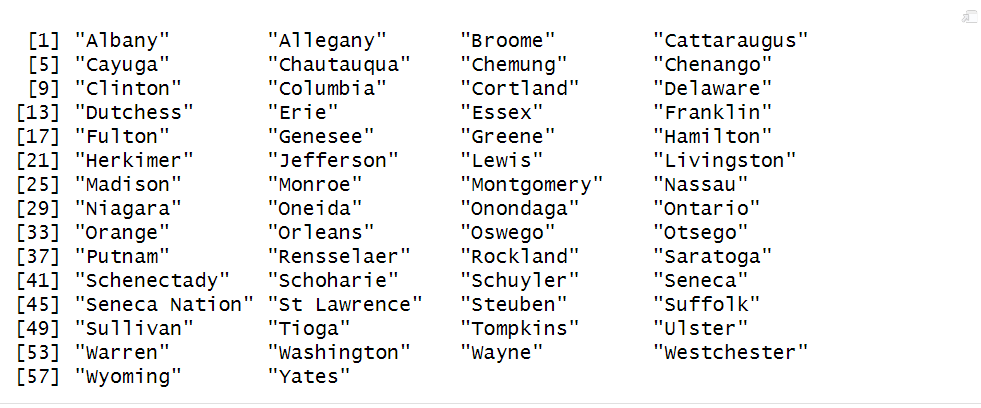 [1] "Albany"        "Allegany"      "Broome"        "Cattaraugus"
 [5] "Cayuga"        "Chautauqua"    "Chemung"       "Chenango"
 [9] "Clinton"       "Columbia"      "Cortland"      "Delaware"
[13] "Dutchess"      "Erie"          "Essex"         "Franklin"
[17] "Fulton"        "Genesee"       "Greene"        "Hamilton"
[21] "Herkimer"      "Jefferson"     "Lewis"         "Livingston"
[25] "Madison"       "Monroe"        "Montgomery"    "Nassau"
[29] "Niagara"       "Oneida"        "Onondaga"      "Ontario"
[33] "Orange"        "Orleans"       "Oswego"        "Otsego"
[37] "Putnam"        "Rensselaer"    "Rockland"      "Saratoga"
[41] "Schenectady"   "Schoharie"     "Schuyler"      "Seneca"
[45] "Seneca Nation" "St Lawrence"   "Steuben"       "Suffolk"
[49] "Sullivan"      "Tioga"         "Tompkins"      "Ulster"
[53] "Warren"        "Washington"    "Wayne"         "Westchester"
[57] "Wyoming"       "Yates"